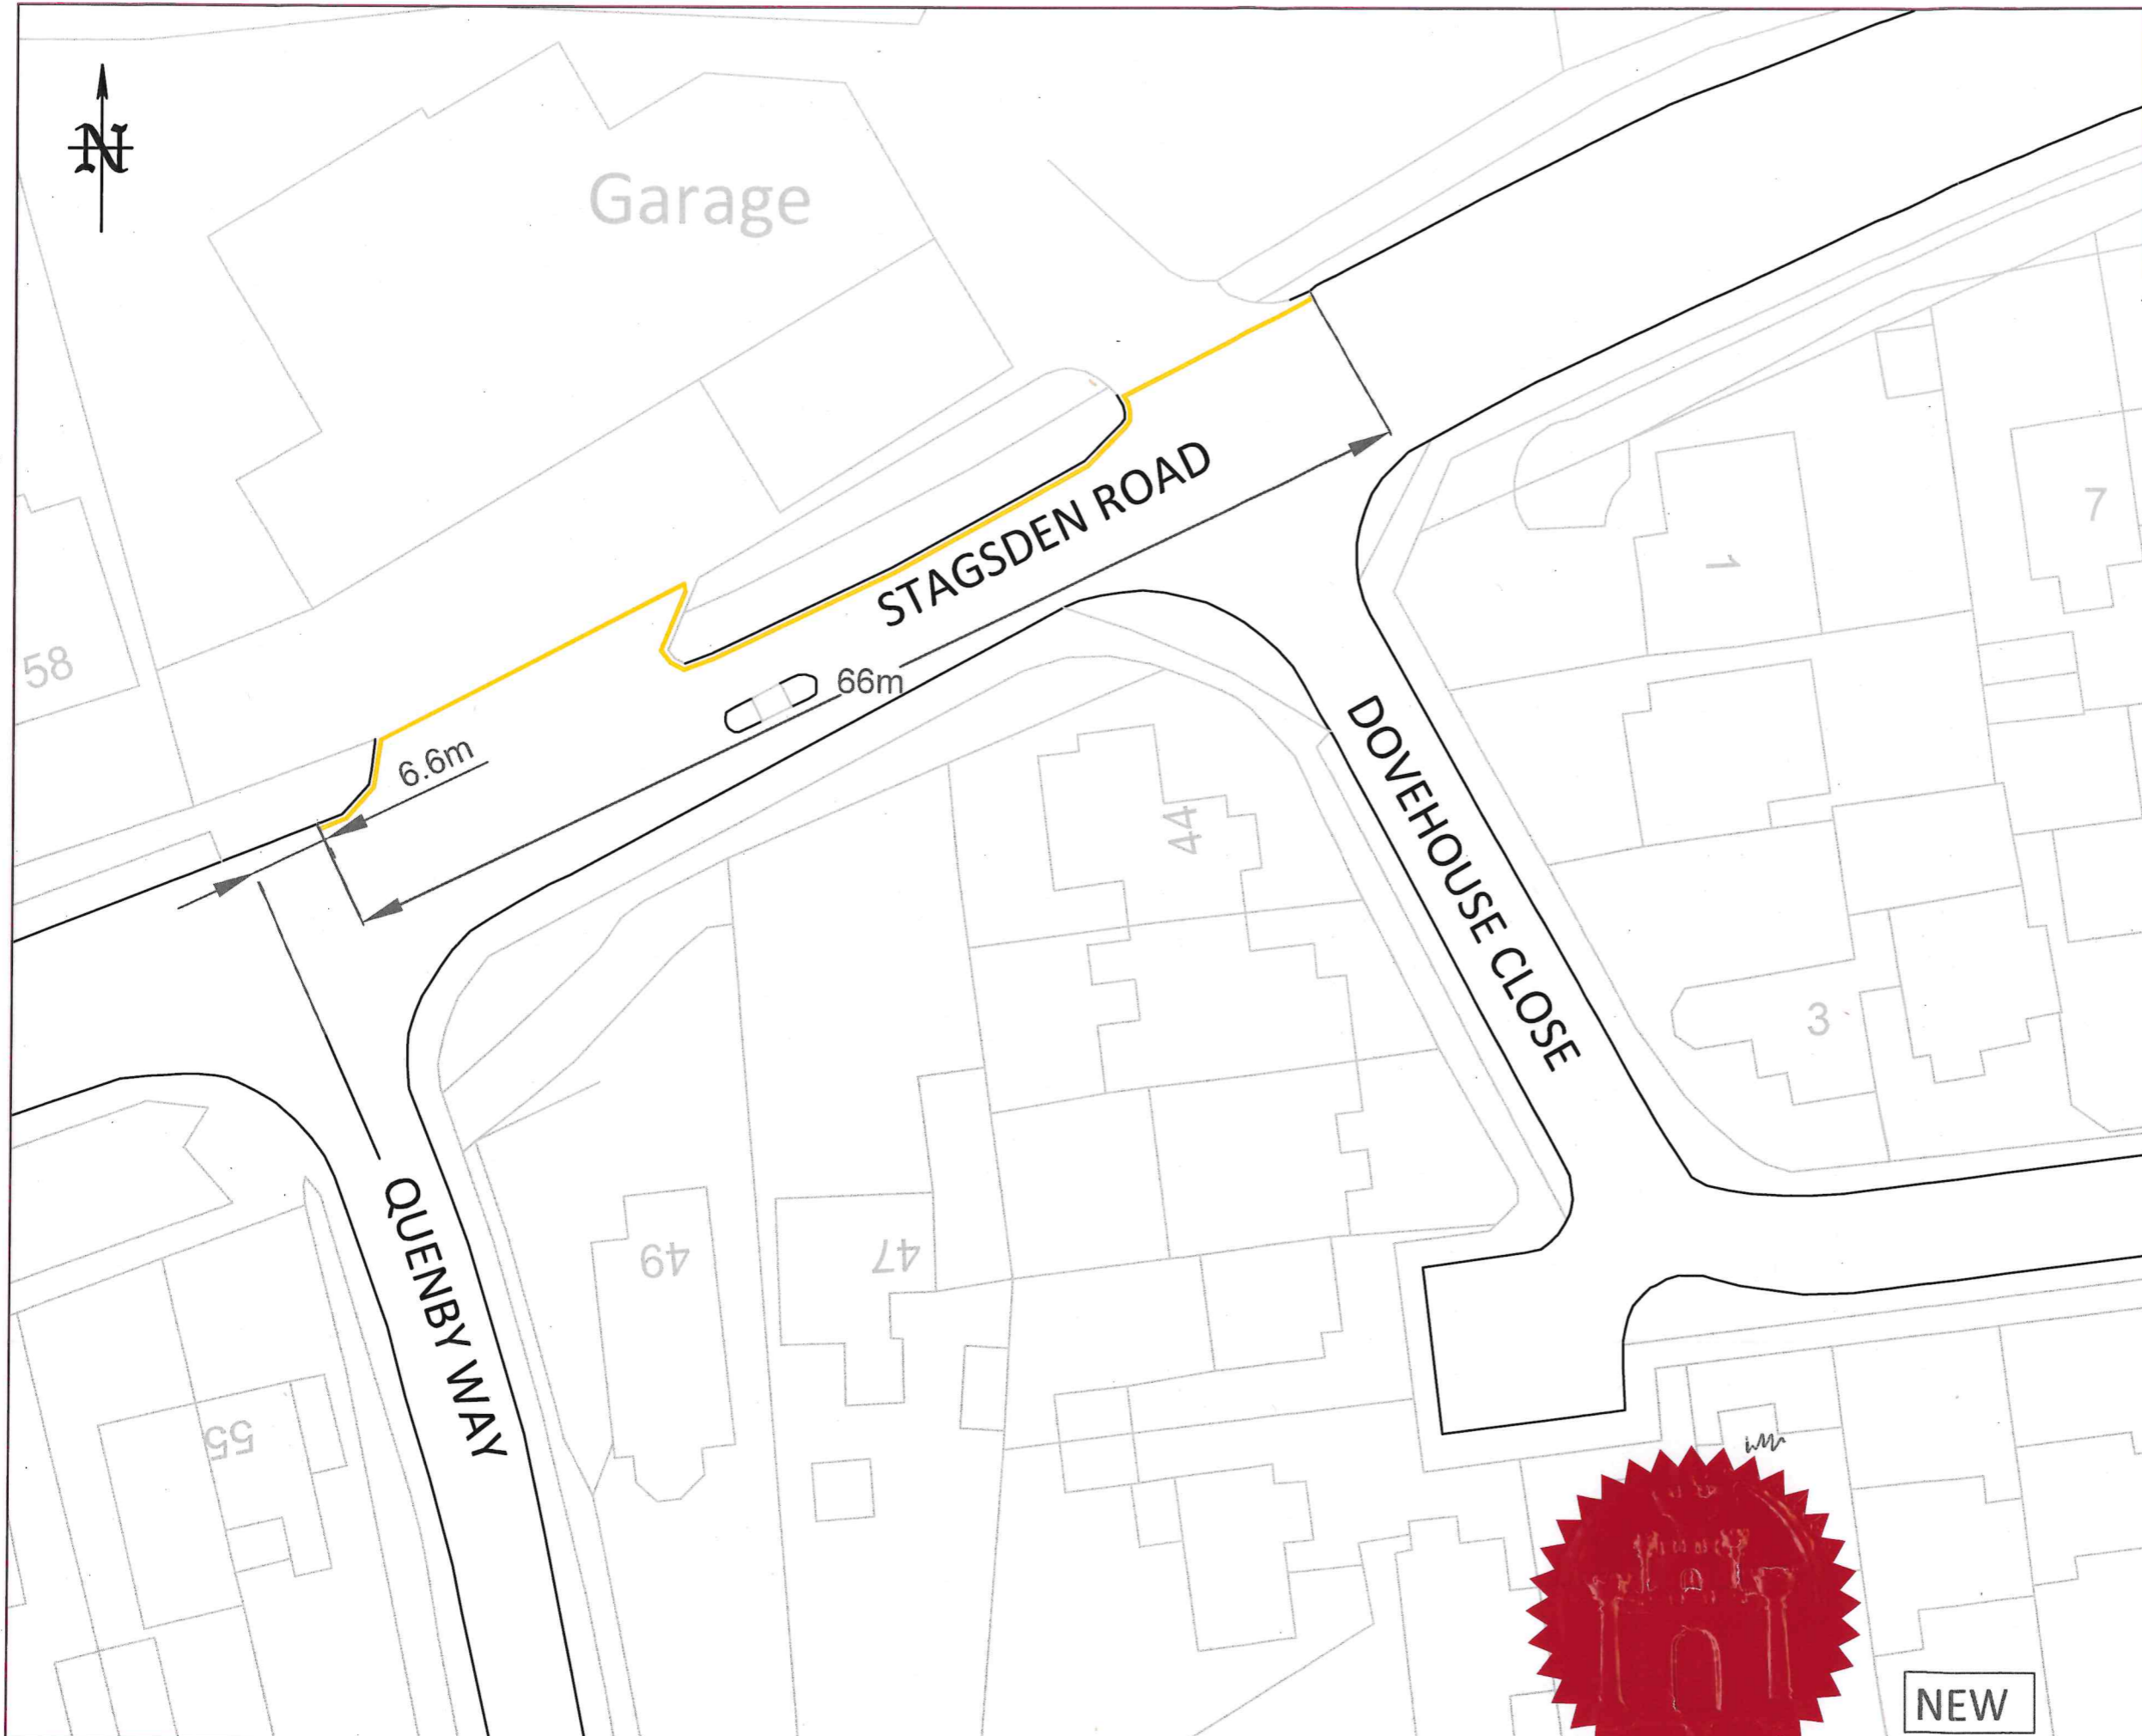 N
Garage
58
6.6m
STAGSDEN ROAD
66m
1
7
44
DOVEHOUSE CLOSE
3
49
47
QUENBY WAY
55
NEW